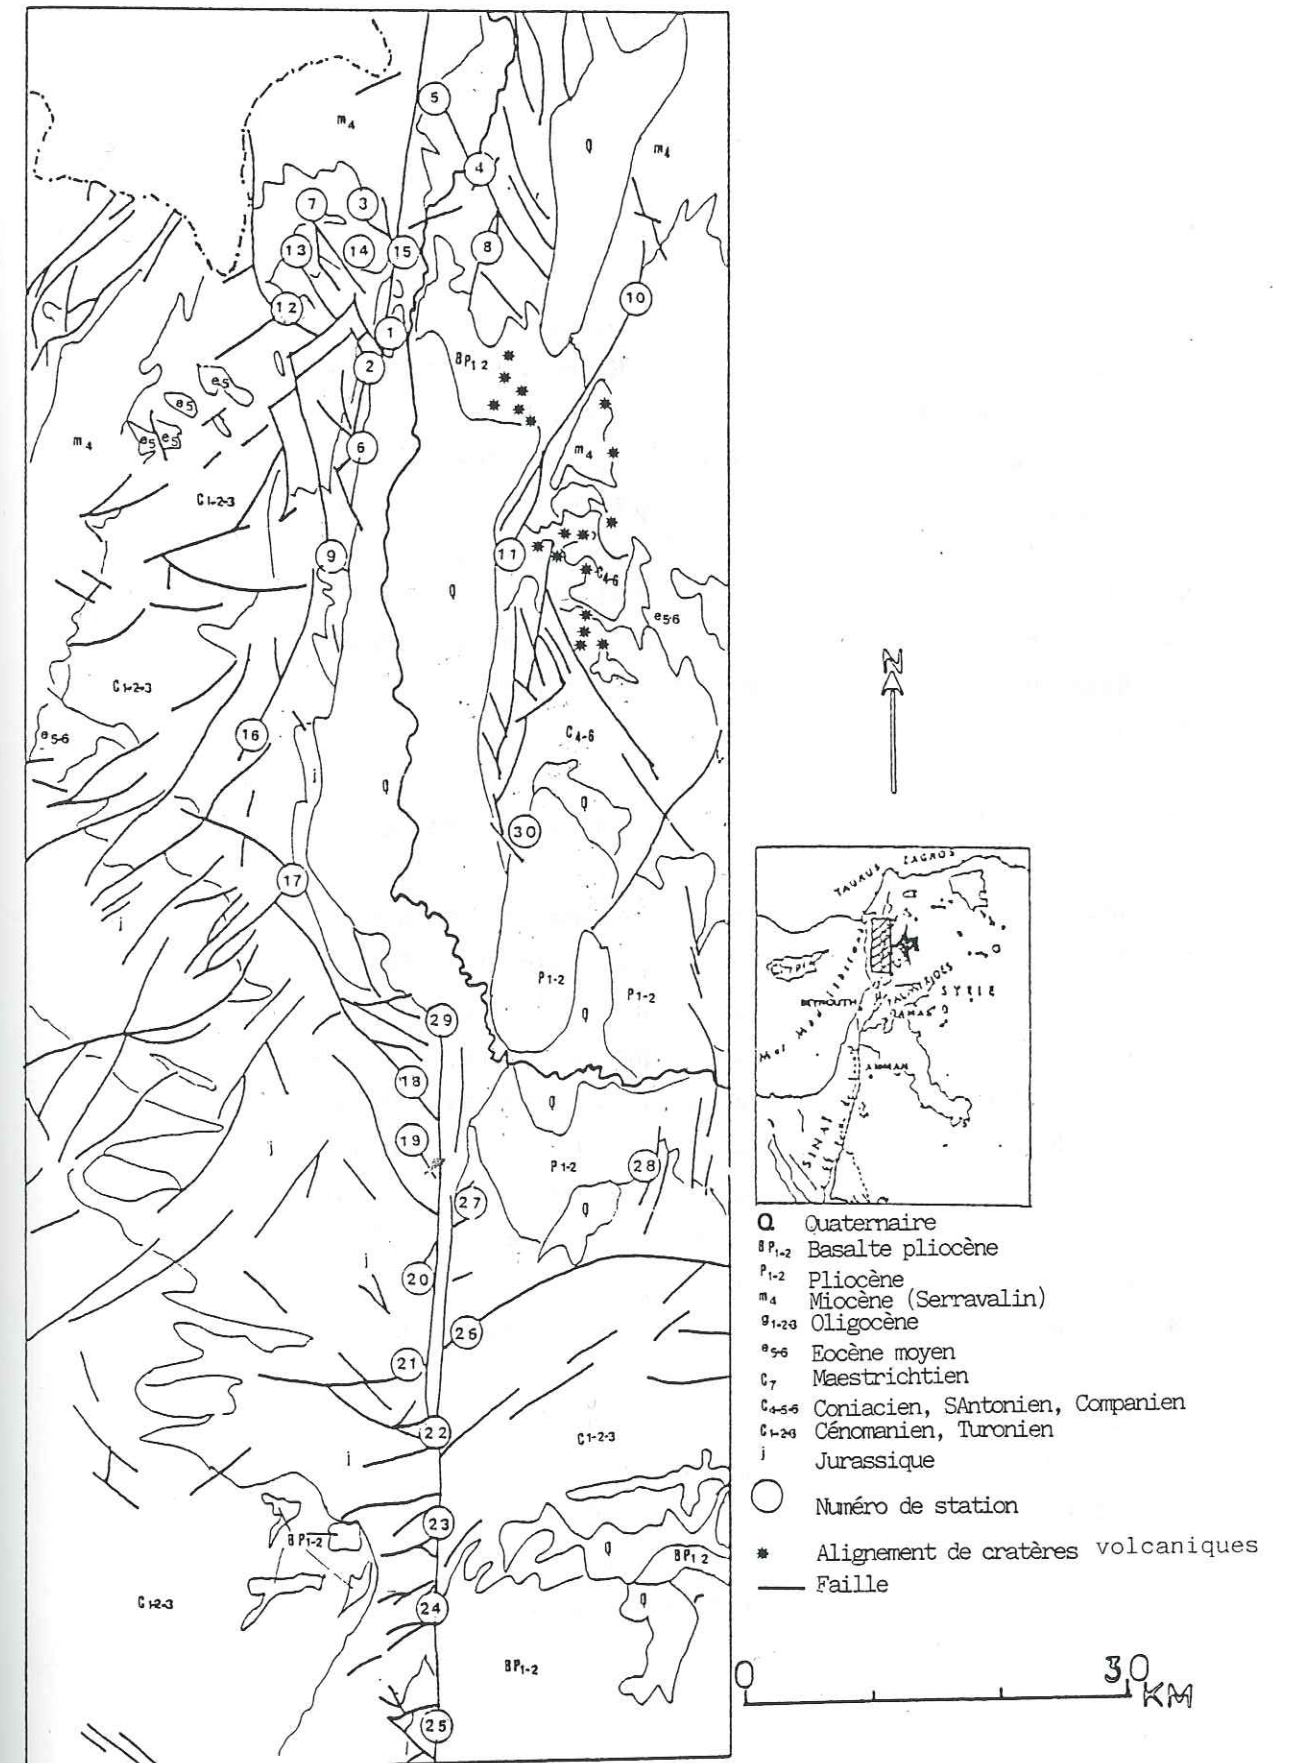 5
m4
Q
m4
4
7
3
13
14
15
8
10
12
1
2
BP1 2
e5
e5
e5
e5
m4
6
m4
C1-2-3
9
11
C4-6
Q
e5-6
C1-2-3
16
e5-6
C4-6
j
Q
Q
30
17
j
P1-2
P1-2
Q
29
18
Q
19
j
P1-2
28
27
Q
j
20
26
21
22
C1-2-3
j
23
BP1-2
Q
BP1 2
C1-2-3
24
Q
BP1-2
25
j
N
TAURUS
ZAGROS
BEYROUTH
SYRIE
AMMAN
SINAI
Q Quaternaire
BP1-2 Basalte pliocène
P1-2 Pliocène
m4 Miocène (Serravalin)
g1-2-3 Oligocène
e5-6 Eocène moyen
C7 Maestrichtien
C4-5-6 Coniacien, SAntonien, Companien
C1-2-3 Cénomanien, Turonien
j Jurassique
Numéro de station
Alignement de cratères volcaniques
Faille
0 30
KM